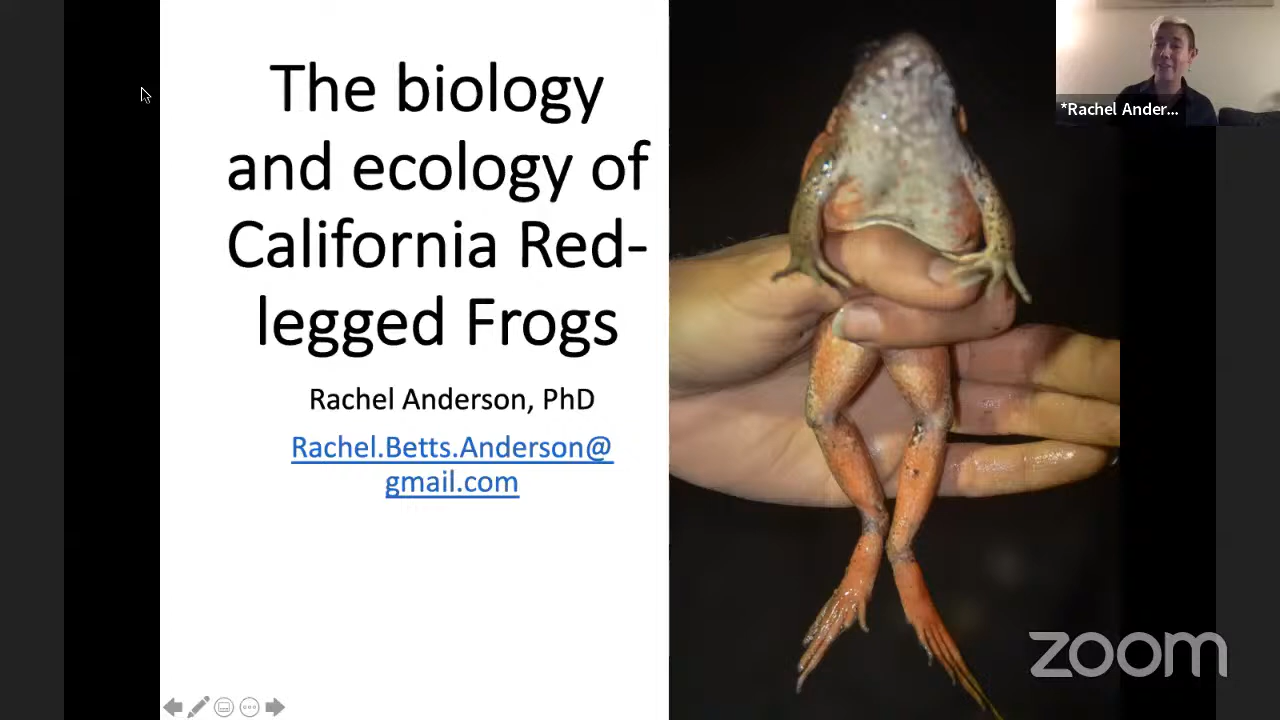 The biology
and ecology of
California Red-
legged Frogs
Rachel Anderson, PhD
Rachel.Betts.Anderson@
gmail.com
*Rachel Ander...
zoom